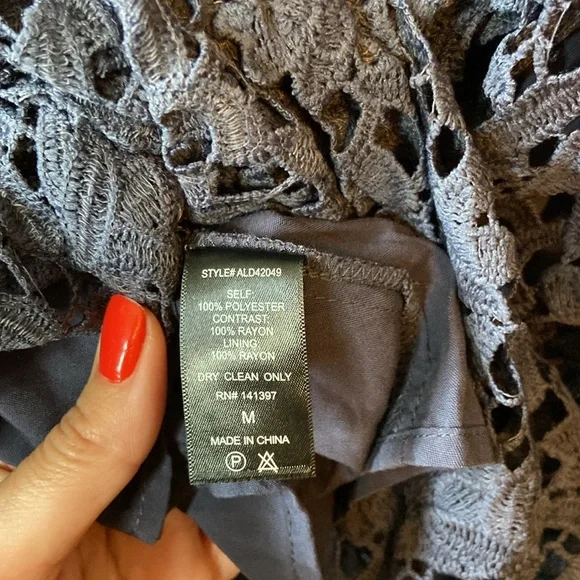 STYLE# ALD42049
SELF
100% POLYESTER
CONTRAST:
100% RAYON
LINING
100% RAYON
DRY CLEAN ONLY
RN# 141397
M
MADE IN CHINA
P